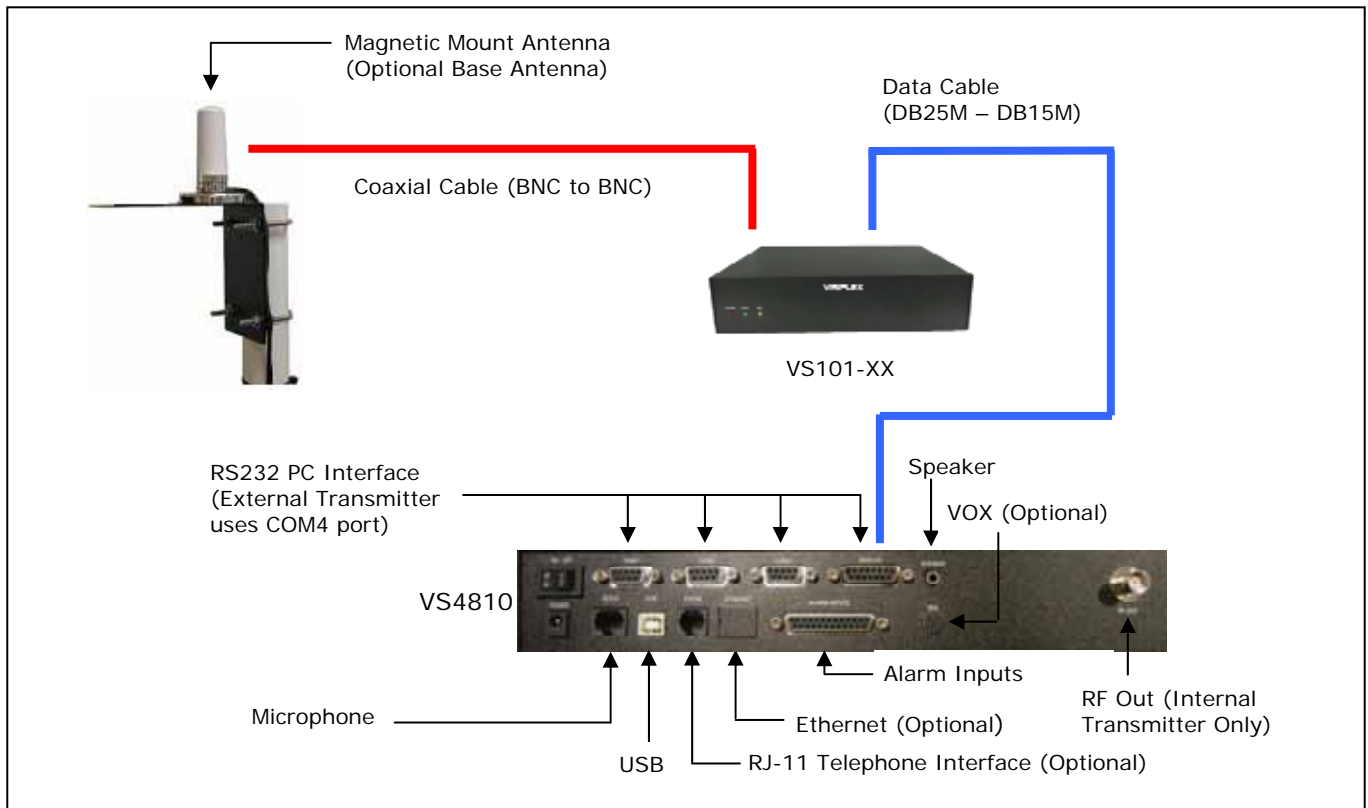 Magnetic Mount Antenna
(Optional Base Antenna)
Data Cable
(DB25M – DB15M)
Coaxial Cable (BNC to BNC)
VISIPLEX
VS101-XX
RS232 PC Interface
(External Transmitter
uses COM4 port)
Speaker
VOX (Optional)
VS4810
Alarm Inputs
RF Out (Internal
Transmitter Only)
Microphone
Ethernet (Optional)
USB
RJ-11 Telephone Interface (Optional)